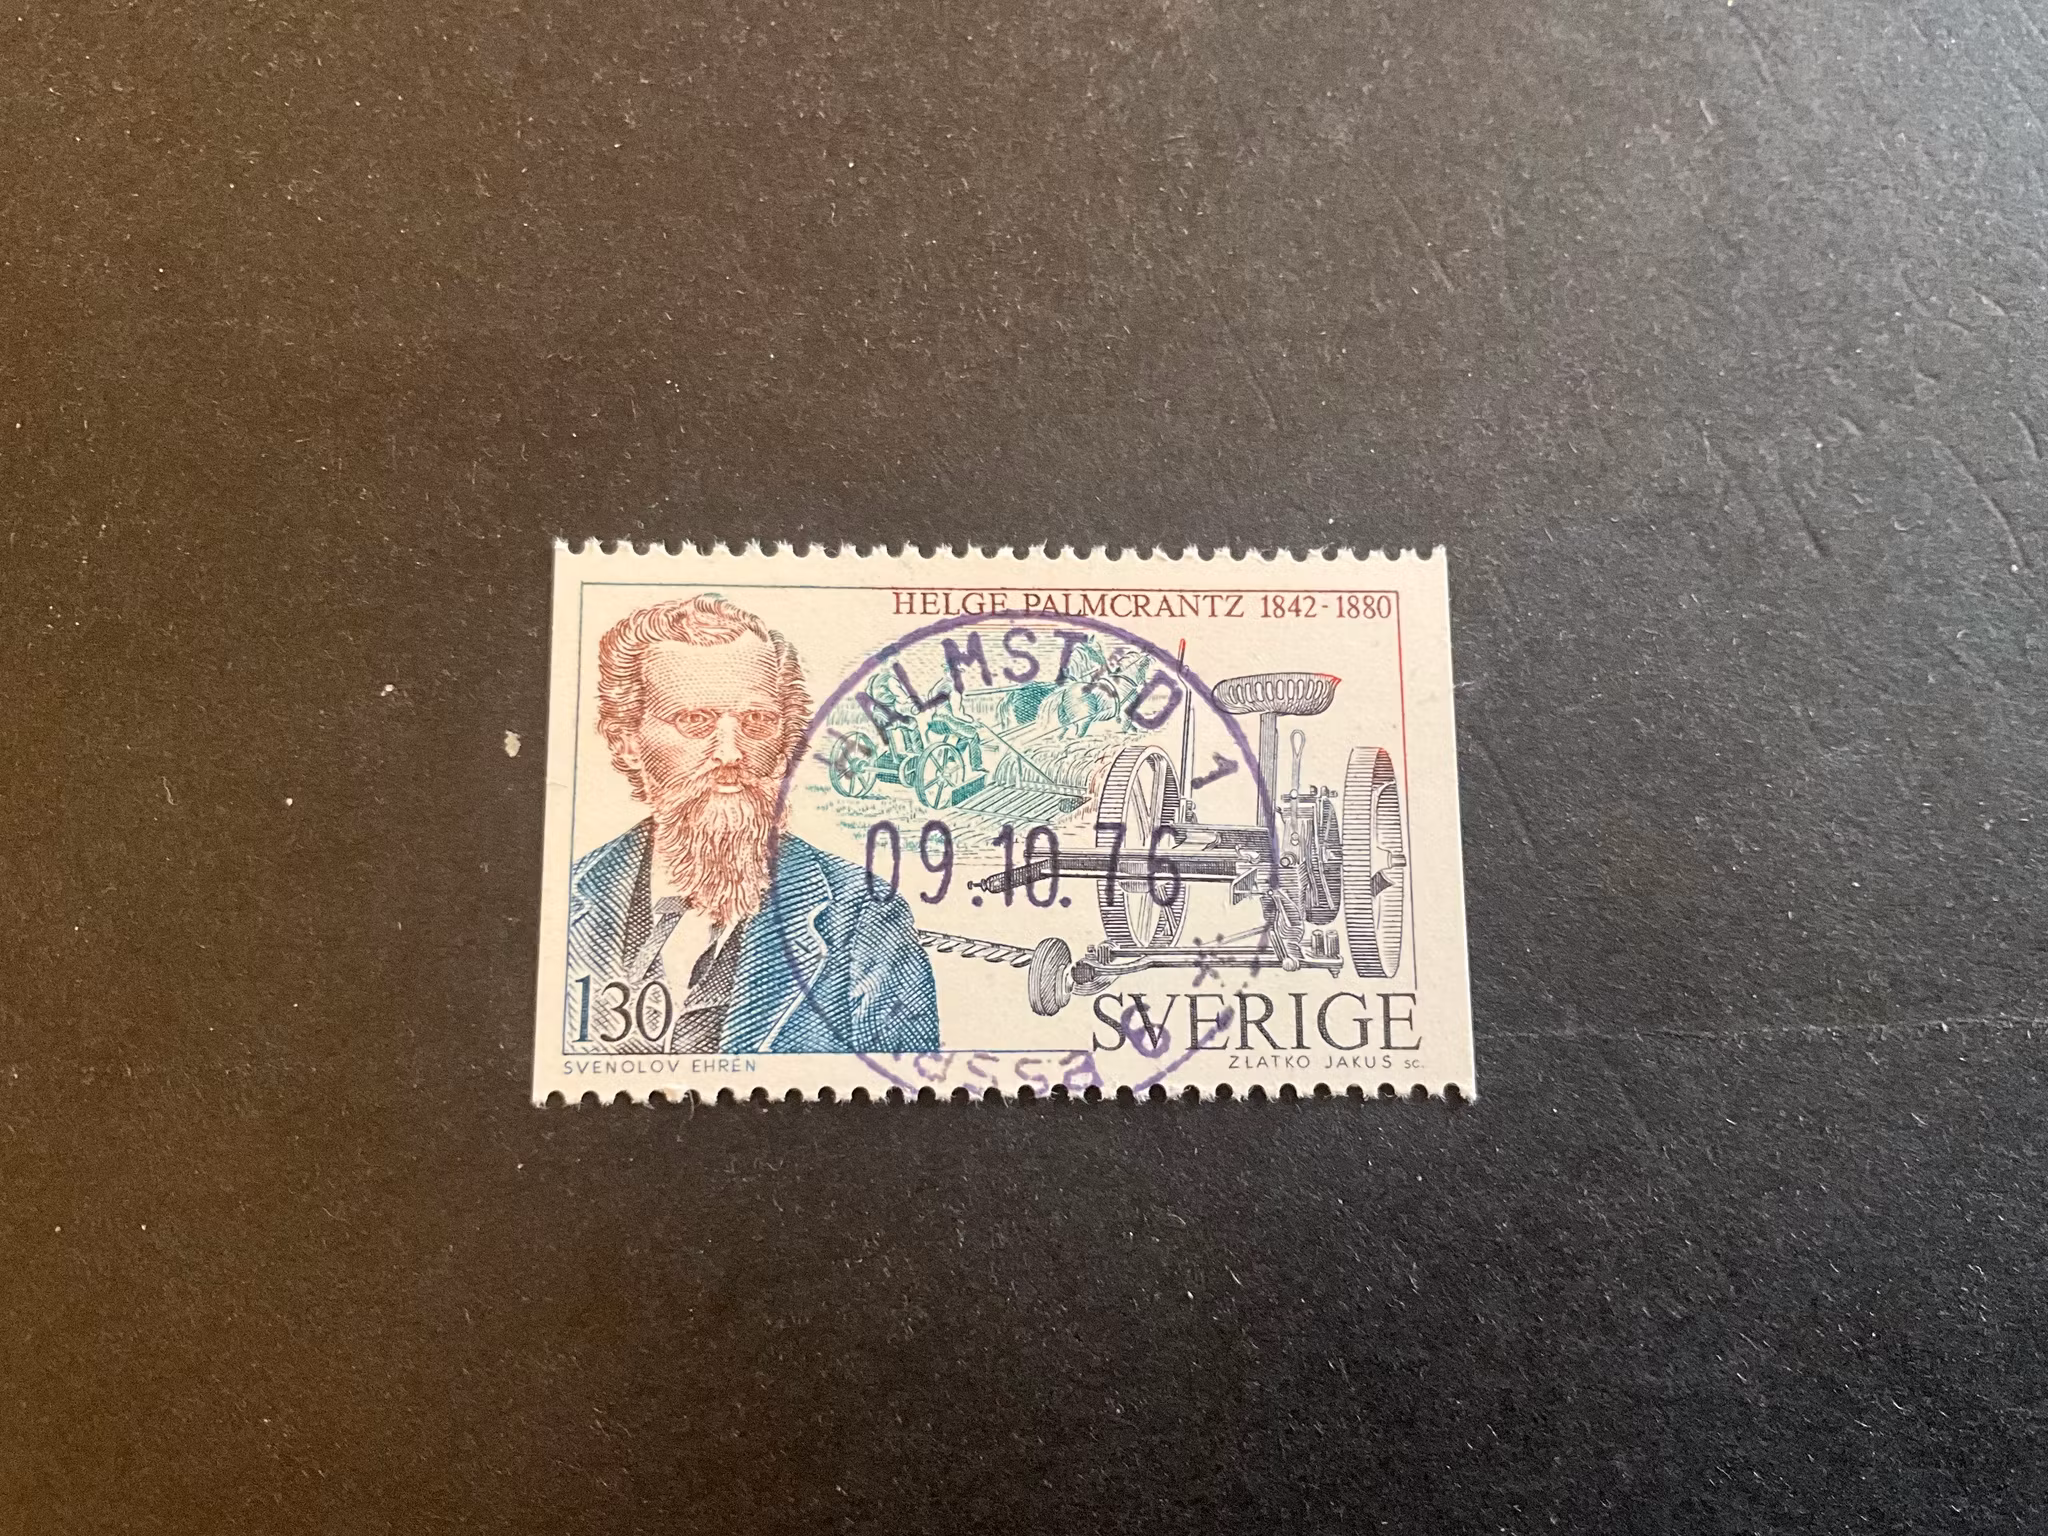 HELGE PALMCRANTZ 1842-1880
HALMSTAD 1
09.10.76
130
SVERIGE
SVENOLOV EHRÉN
ZLATKO JAKUS SC.